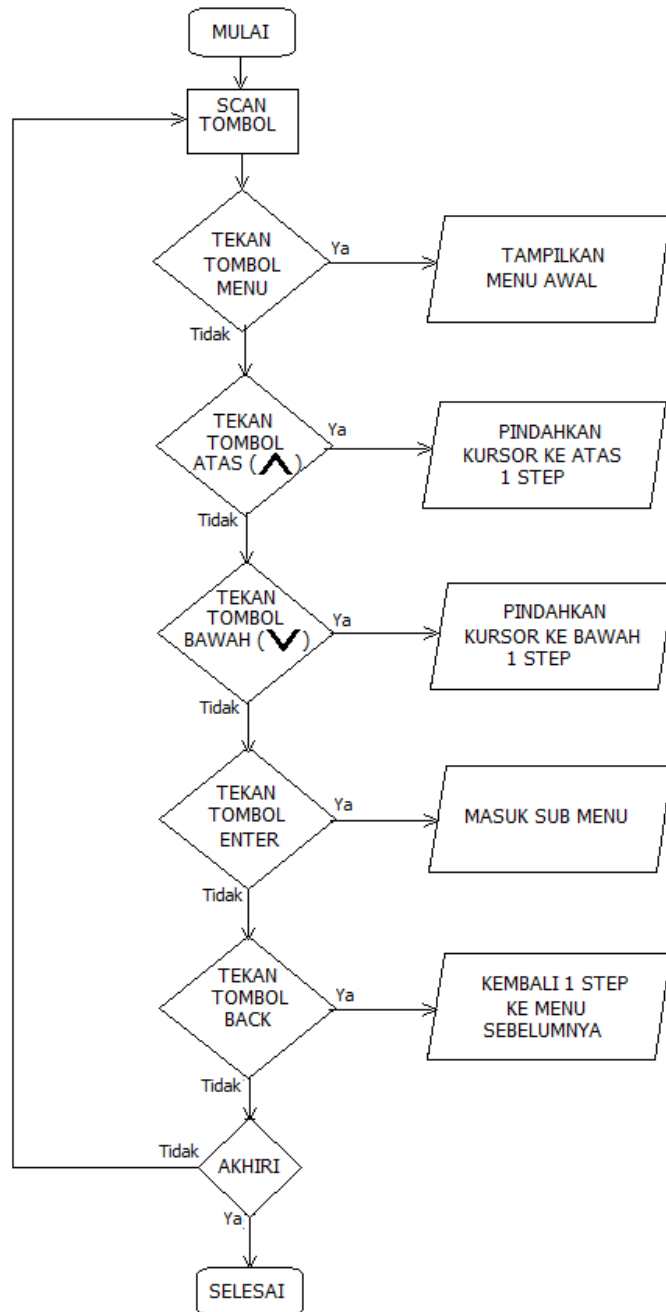 MULAI
SCAN
TOMBOL
TEKAN
TOMBOL
MENU
Ya
TAMPILKAN
MENU AWAL
Tidak
TEKAN
TOMBOL
ATAS (∧)
Ya
PINDAHKAN
KURSOR KE ATAS
1 STEP
Tidak
TEKAN
TOMBOL
BAWAH (∨)
Ya
PINDAHKAN
KURSOR KE BAWAH
1 STEP
Tidak
TEKAN
TOMBOL
ENTER
Ya
MASUK SUB MENU
Tidak
TEKAN
TOMBOL
BACK
Ya
KEMBALI 1 STEP
KE MENU
SEBELUMNYA
Tidak
AKHIRI
Tidak
Ya
SELESAI